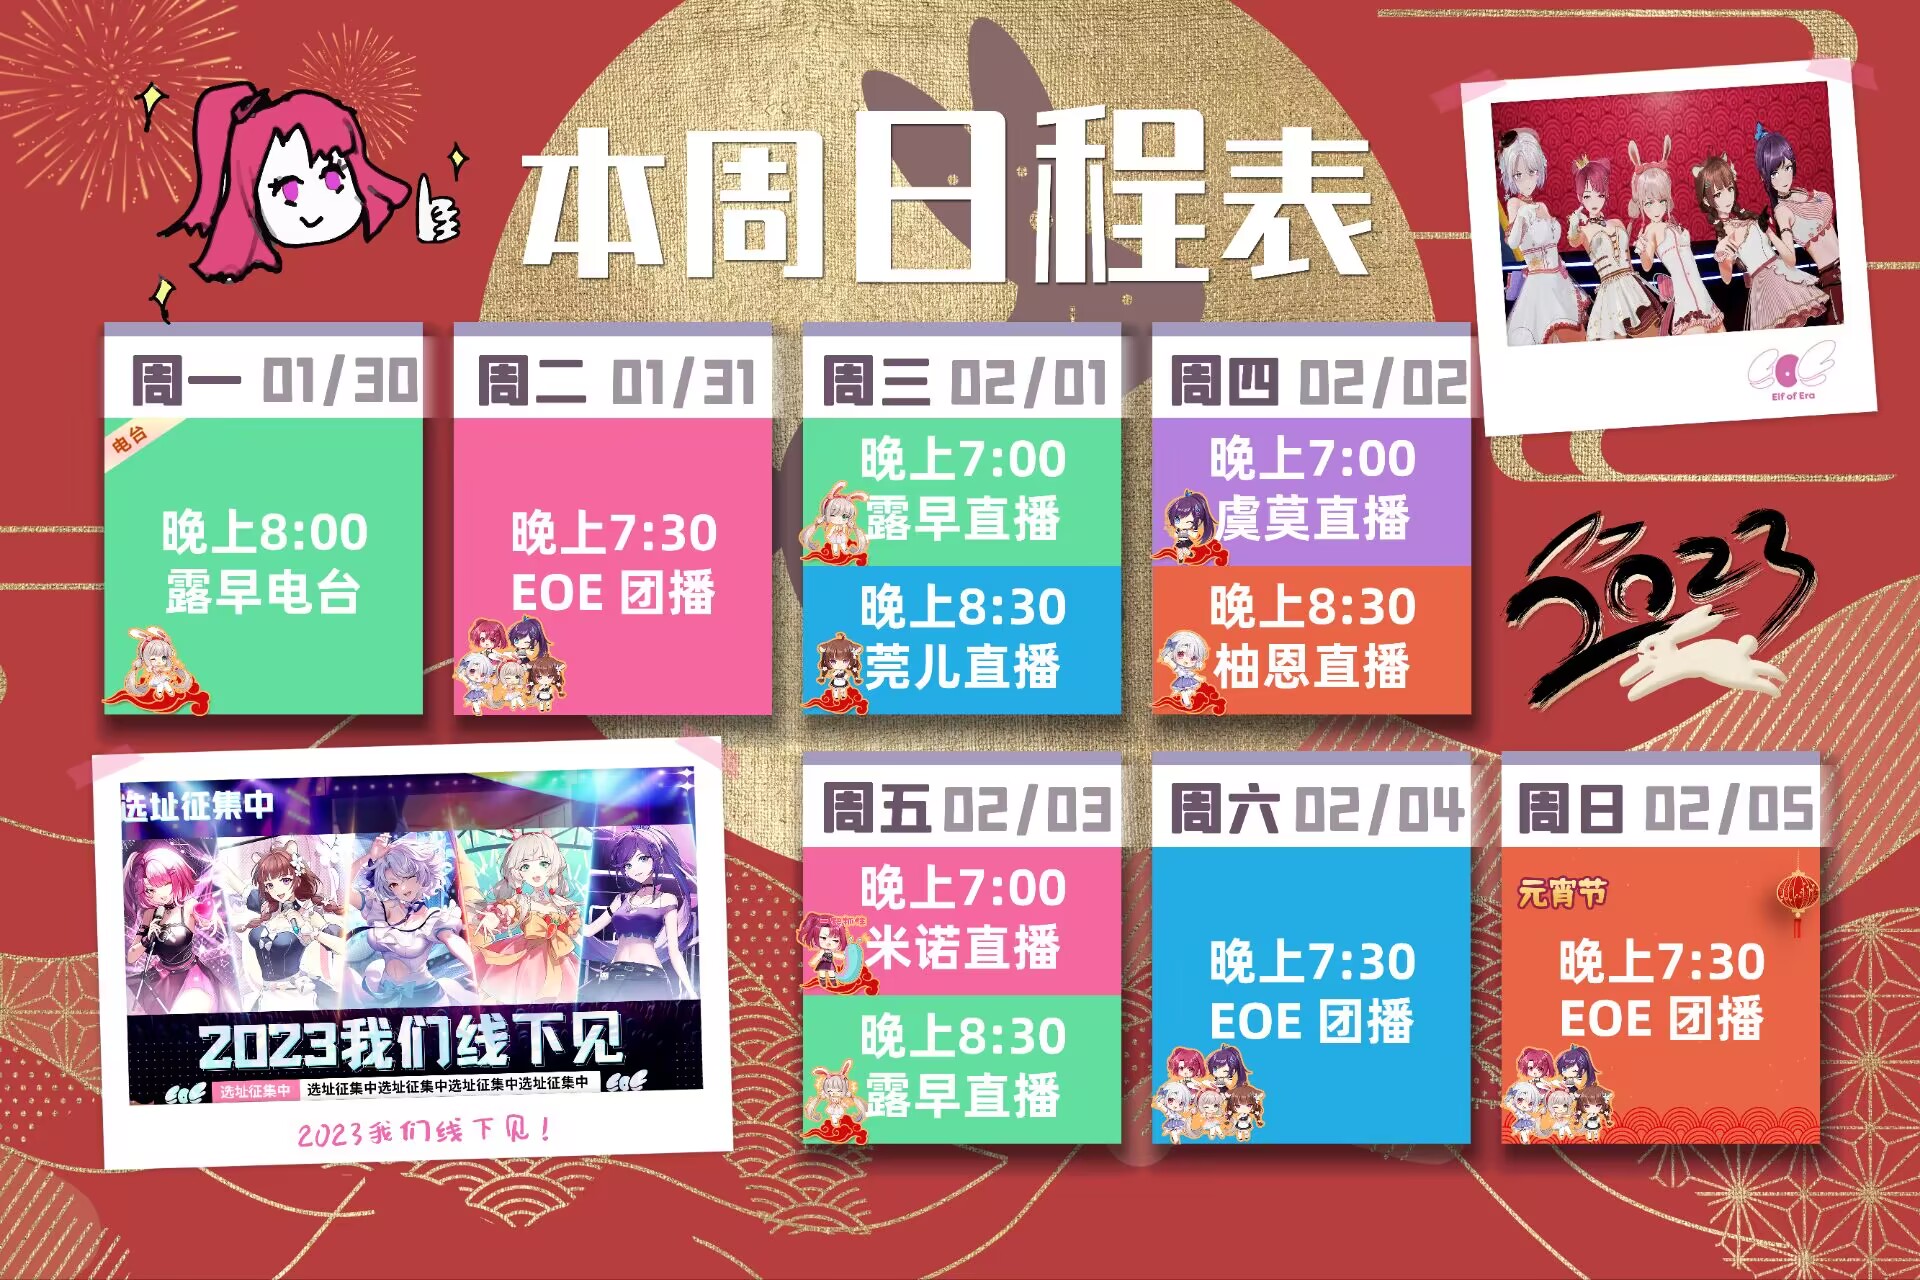 本周日程表
Elf of Era
周一 01/30
电台
晚上8:00
露早电台
周二 01/31
晚上7:30
EOE 团播
周三 02/01
晚上7:00
露早直播
晚上8:30
莞儿直播
周四 02/02
晚上7:00
虞莫直播
晚上8:30
柚恩直播
2023
选址征集中
2023我们线下见
选址征集中 选址征集中选址征集中选址征集中选址征集中
2023我们线下见!
周五 02/03
晚上7:00
米诺直播
晚上8:30
露早直播
周六 02/04
晚上7:30
EOE 团播
周日 02/05
元宵节
晚上7:30
EOE 团播